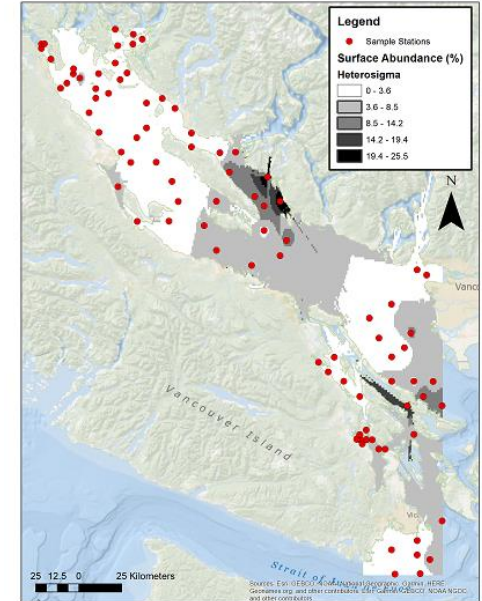 Legend
Sample Stations
Surface Abundance (%)
Heterosigma
0 - 3.6
3.6 - 8.5
8.5 - 14.2
14.2 - 19.4
19.4 - 25.5
N
Vanco
Vancouver Island
Vic
Strait of
25 12.5 0 25 Kilometers
Sources: Esri, GEBCO, NOAA, National Geographic, Garmin, HERE,
Geonames.org, and other contributors, Esri, Garmin, GEBCO, NOAA NGDC,
and other contributors